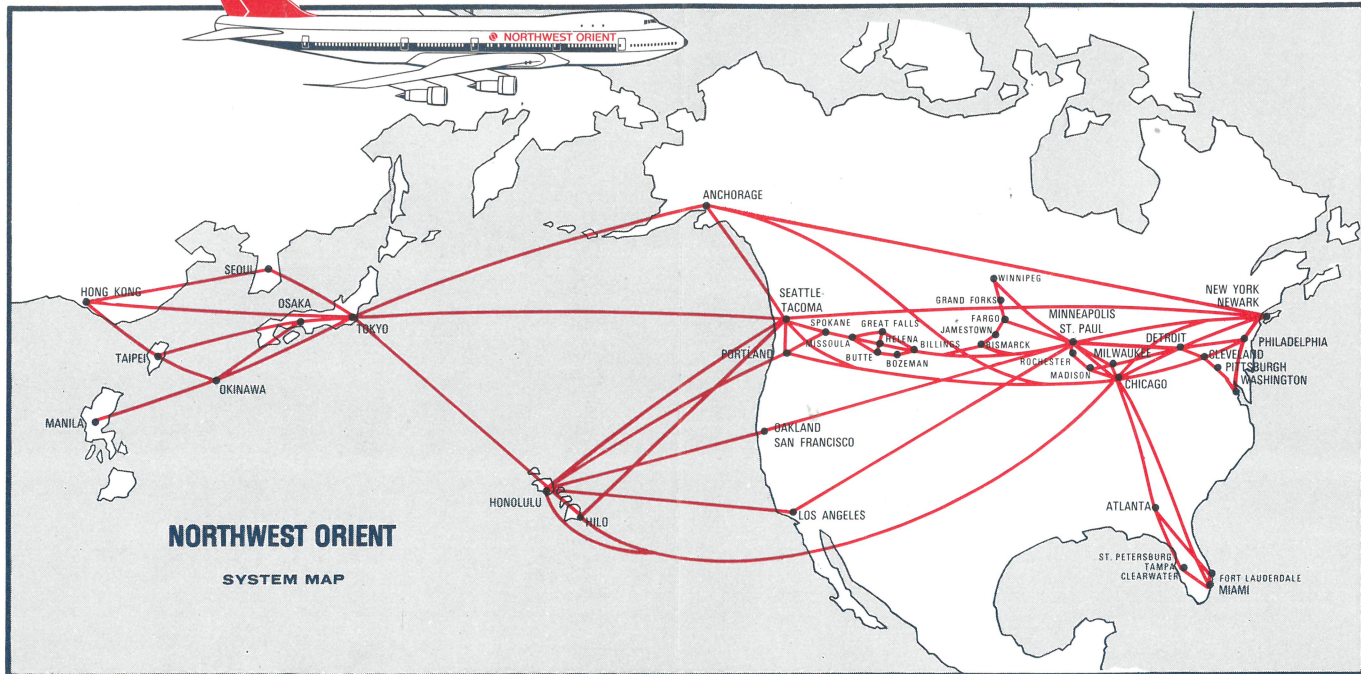 NORTHWEST ORIENT
ANCHORAGE
SEOUL
HONG KONG
OSAKA
TOKYO
TAIPEI
OKINAWA
MANILA
SEATTLE-
TACOMA
PORTLAND
SPOKANE
MISSOULA
GREAT FALLS
HELENA
BUTTE
BOZEMAN
BILLINGS
WINNIPEG
GRAND FORKS
FARGO
JAMESTOWN
BISMARCK
MINNEAPOLIS
ST. PAUL
ROCHESTER
MADISON
MILWAUKEE
CHICAGO
DETROIT
CLEVELAND
PITTSBURGH
WASHINGTON
PHILADELPHIA
NEW YORK
NEWARK
OAKLAND
SAN FRANCISCO
HONOLULU
HILO
LOS ANGELES
ATLANTA
ST. PETERSBURG
TAMPA
CLEARWATER
FORT LAUDERDALE
MIAMI
NORTHWEST ORIENT
SYSTEM MAP